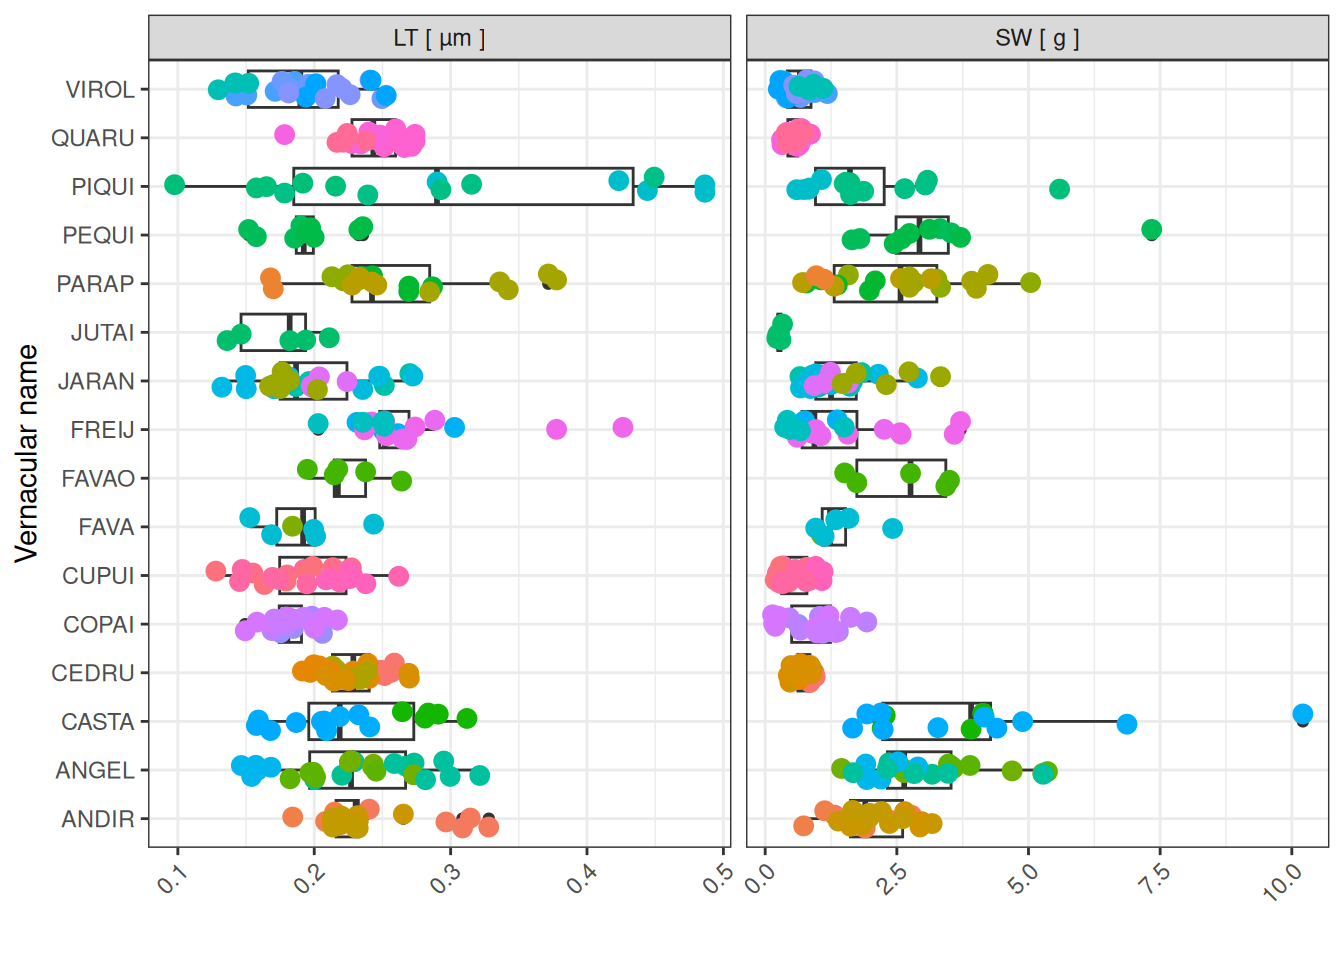 LT [ µm ]
SW [ g ]
Vernacular name
VIROL
QUARU
PIQUI
PEQUI
PARAP
JUTAI
JARAN
FREIJ
FAVAO
FAVA
CUPUI
COPAI
CEDRU
CASTA
ANGEL
ANDIR
0.1 0.2 0.3 0.4 0.5
0.0 2.5 5.0 7.5 10.0